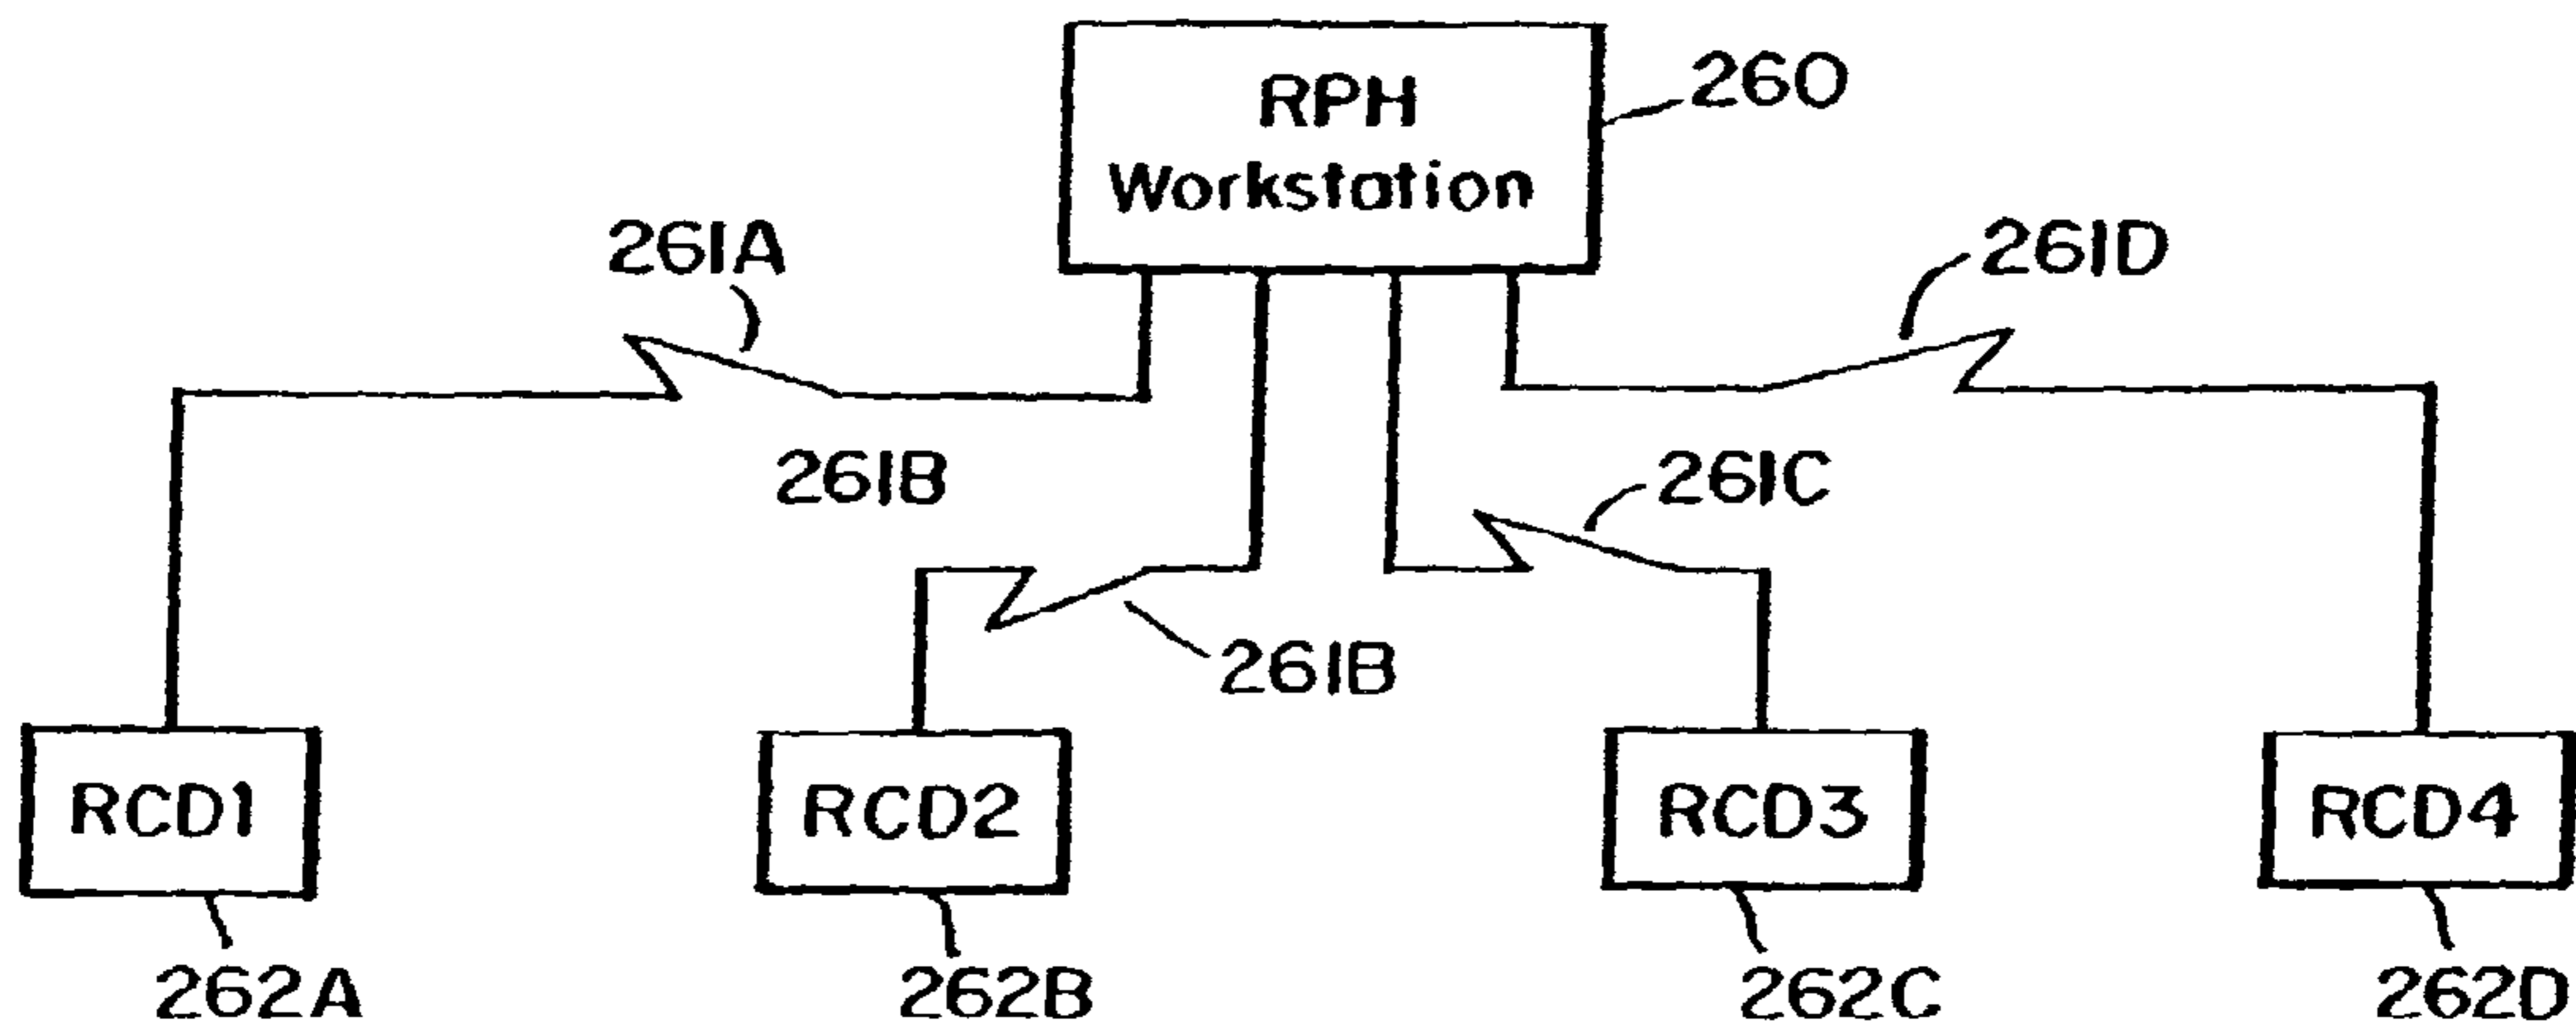 RPH
Workstation
260
261A
261D
261B
261C
261B
RCD1
RCD2
RCD3
RCD4
262A
262B
262C
262D